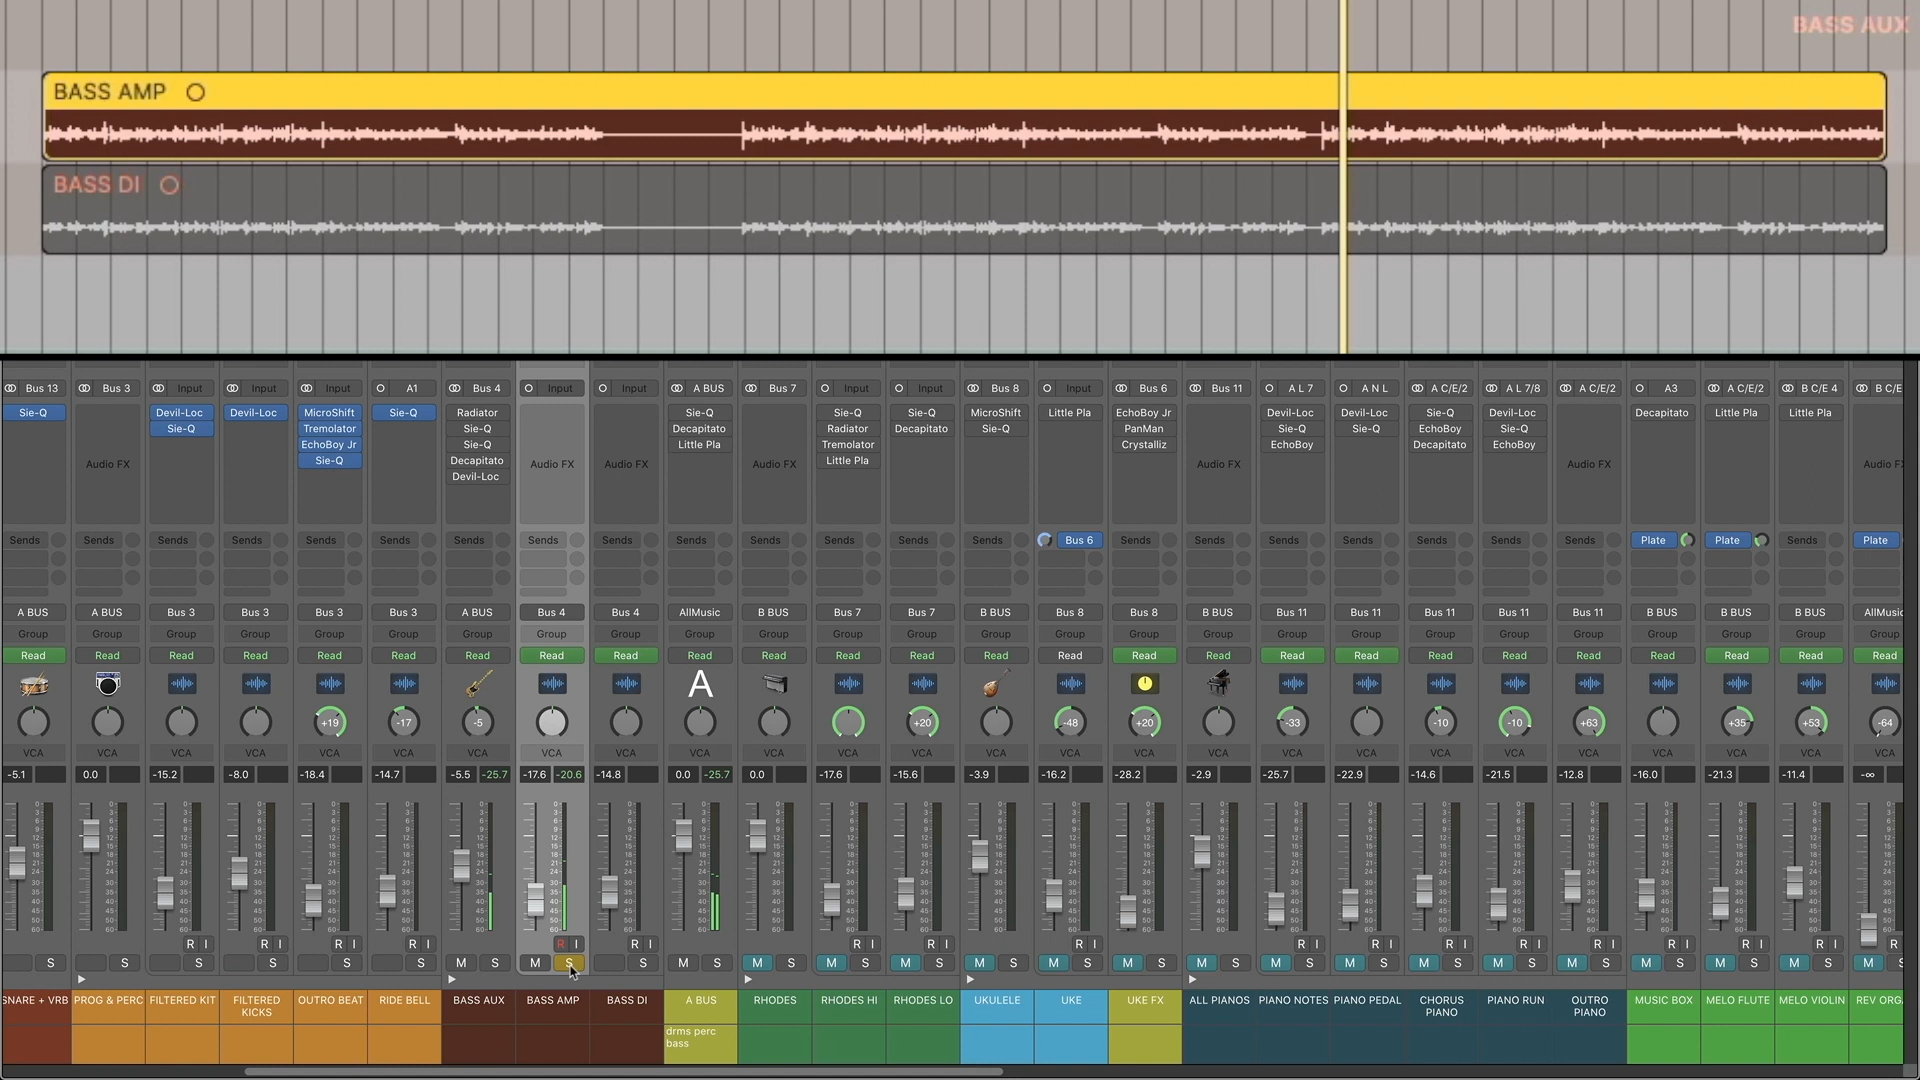 BASS AUX
BASS AMP
BASS DI
Bus 13 Bus 3 Input Input Input A1 Bus 4 Input Input A BUS Bus 7 Input Input Bus 8 Input Bus 6 Bus 11 A L 7 A N L A C/E/2 A L 7/8 A C/E/2 A3 A C/E/2 B C/E 4 B C/E
Sie-Q Devil-Loc Devil-Loc MicroShift Sie-Q Radiator Sie-Q Sie-Q Sie-Q MicroShift Little Pla EchoBoy Jr Devil-Loc Devil-Loc Sie-Q Devil-Loc Decapitato Little Pla Little Pla
Sie-Q Tremolator Sie-Q Decapitato Radiator Decapitato Sie-Q PanMan Sie-Q Sie-Q EchoBoy Sie-Q
EchoBoy Jr Sie-Q Little Pla Tremolator Crystalliz EchoBoy Decapitato EchoBoy
Sie-Q Decapitato Little Pla
Audio FX Audio FX Audio FX Audio FX Audio FX Audio FX Audio FX
Devil-Loc
Sends Sends Sends Sends Sends Sends Sends Sends Sends Sends Sends Sends Sends Sends Bus 6 Sends Sends Sends Sends Sends Sends Sends Plate Plate Sends Plate
A BUS A BUS Bus 3 Bus 3 Bus 3 Bus 3 A BUS Bus 4 Bus 4 AllMusic B BUS Bus 7 Bus 7 B BUS Bus 8 Bus 8 B BUS Bus 11 Bus 11 Bus 11 Bus 11 Bus 11 B BUS B BUS B BUS AllMusic
Group Group Group Group Group Group Group Group Group Group Group Group Group Group Group Group Group Group Group Group Group Group Group Group Group Group
Read Read Read Read Read Read Read Read Read Read Read Read Read Read Read Read Read Read Read Read Read Read Read Read Read Read
A
+19 -17 -5 +20 -48 +20 -33 -10 -10 +63 +35 +53 -64
VCA VCA VCA VCA VCA VCA VCA VCA VCA VCA VCA VCA VCA VCA VCA VCA VCA VCA VCA VCA VCA VCA VCA VCA VCA VCA
-5.1 0.0 -15.2 -8.0 -18.4 -14.7 -5.5 -25.7 -17.6 -20.6 -14.8 0.0 -25.7 0.0 -17.6 -15.6 -3.9 -16.2 -28.2 -2.9 -25.7 -22.9 -14.6 -21.5 -12.8 -16.0 -21.3 -11.4 -∞
R I R I R I R I R I R I R I R I R I R I R I R I R I R I R I R I R I R
S S S S S S M S M S S M S M S M S M S M S M S M S M S M S M S M S M S M S M S M S M S M S
SNARE + VRB PROG & PERC FILTERED KIT FILTERED KICKS OUTRO BEAT RIDE BELL BASS AUX BASS AMP BASS DI A BUS RHODES RHODES HI RHODES LO UKULELE UKE UKE FX ALL PIANOS PIANO NOTES PIANO PEDAL CHORUS PIANO PIANO RUN OUTRO PIANO MUSIC BOX MELO FLUTE MELO VIOLIN REV ORG
drms perc
bass